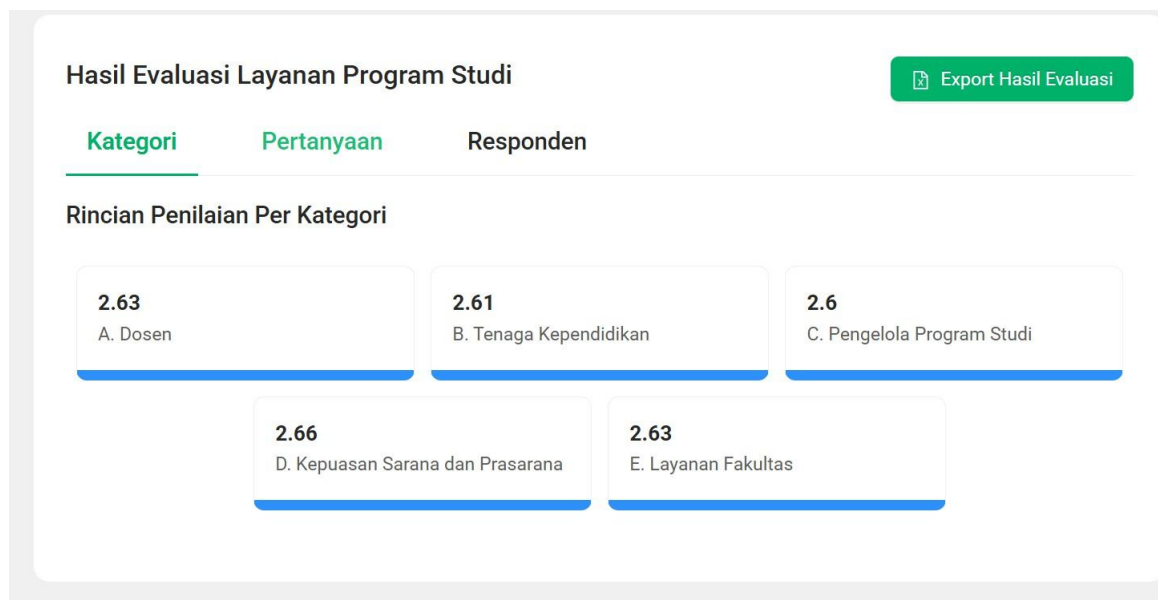 Hasil Evaluasi Layanan Program Studi
Export Hasil Evaluasi
Kategori
Pertanyaan
Responden
Rincian Penilaian Per Kategori
2.63
A. Dosen
2.61
B. Tenaga Kependidikan
2.6
C. Pengelola Program Studi
2.66
D. Kepuasan Sarana dan Prasarana
2.63
E. Layanan Fakultas